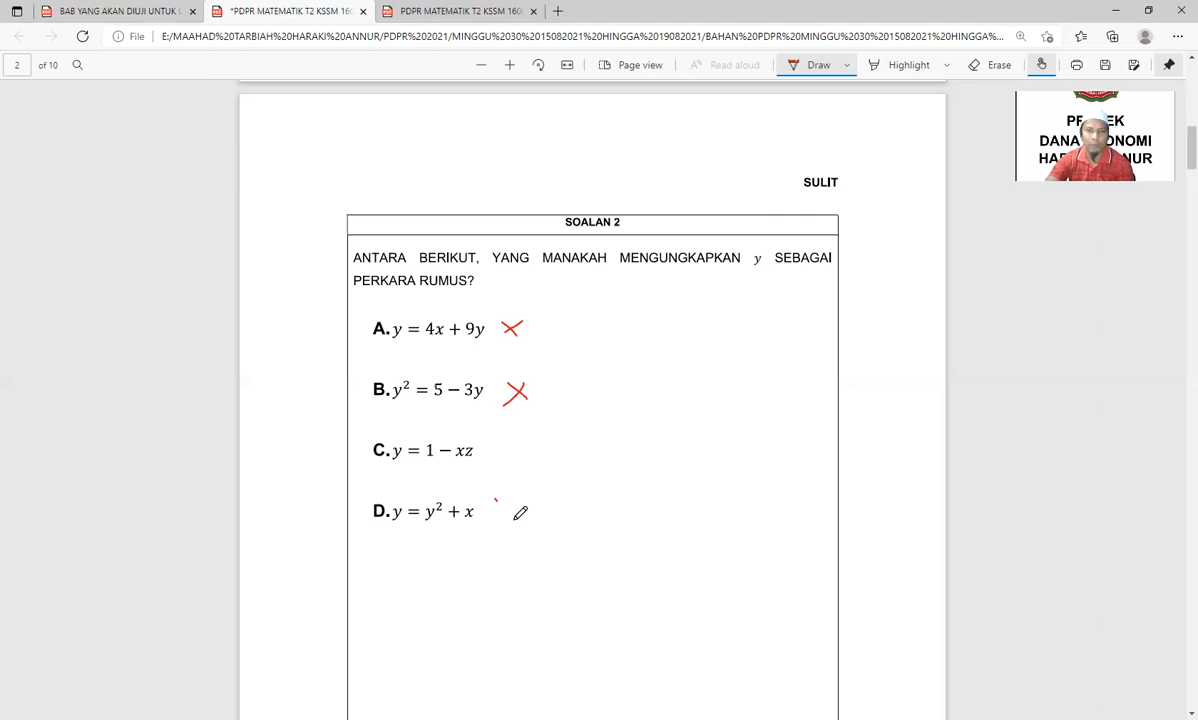 BAB YANG AKAN DIUJI UNTUK U
*PDPR MATEMATIK T2 KSSM 160
PDPR MATEMATIK T2 KSSM 160
File
E:/MAAHAD%20TARBIAH%20HARAKI%20ANNUR/PDPR%202021/MINGGU%2030%2015082021%20HINGGA%2019082021/BAHAN%20PDPR%20MINGGU%2030%2015082021%20HINGGA%...
2 of 10
Page view
Read aloud
Draw
Highlight
Erase
DANA
SULIT
SOALAN 2
ANTARA BERIKUT, YANG MANAKAH MENGUNGKAPKAN y SEBAGAI
PERKARA RUMUS?
A. y = 4x + 9y
B. y² = 5 − 3y
C. y = 1 − xz
D. y = y² + x